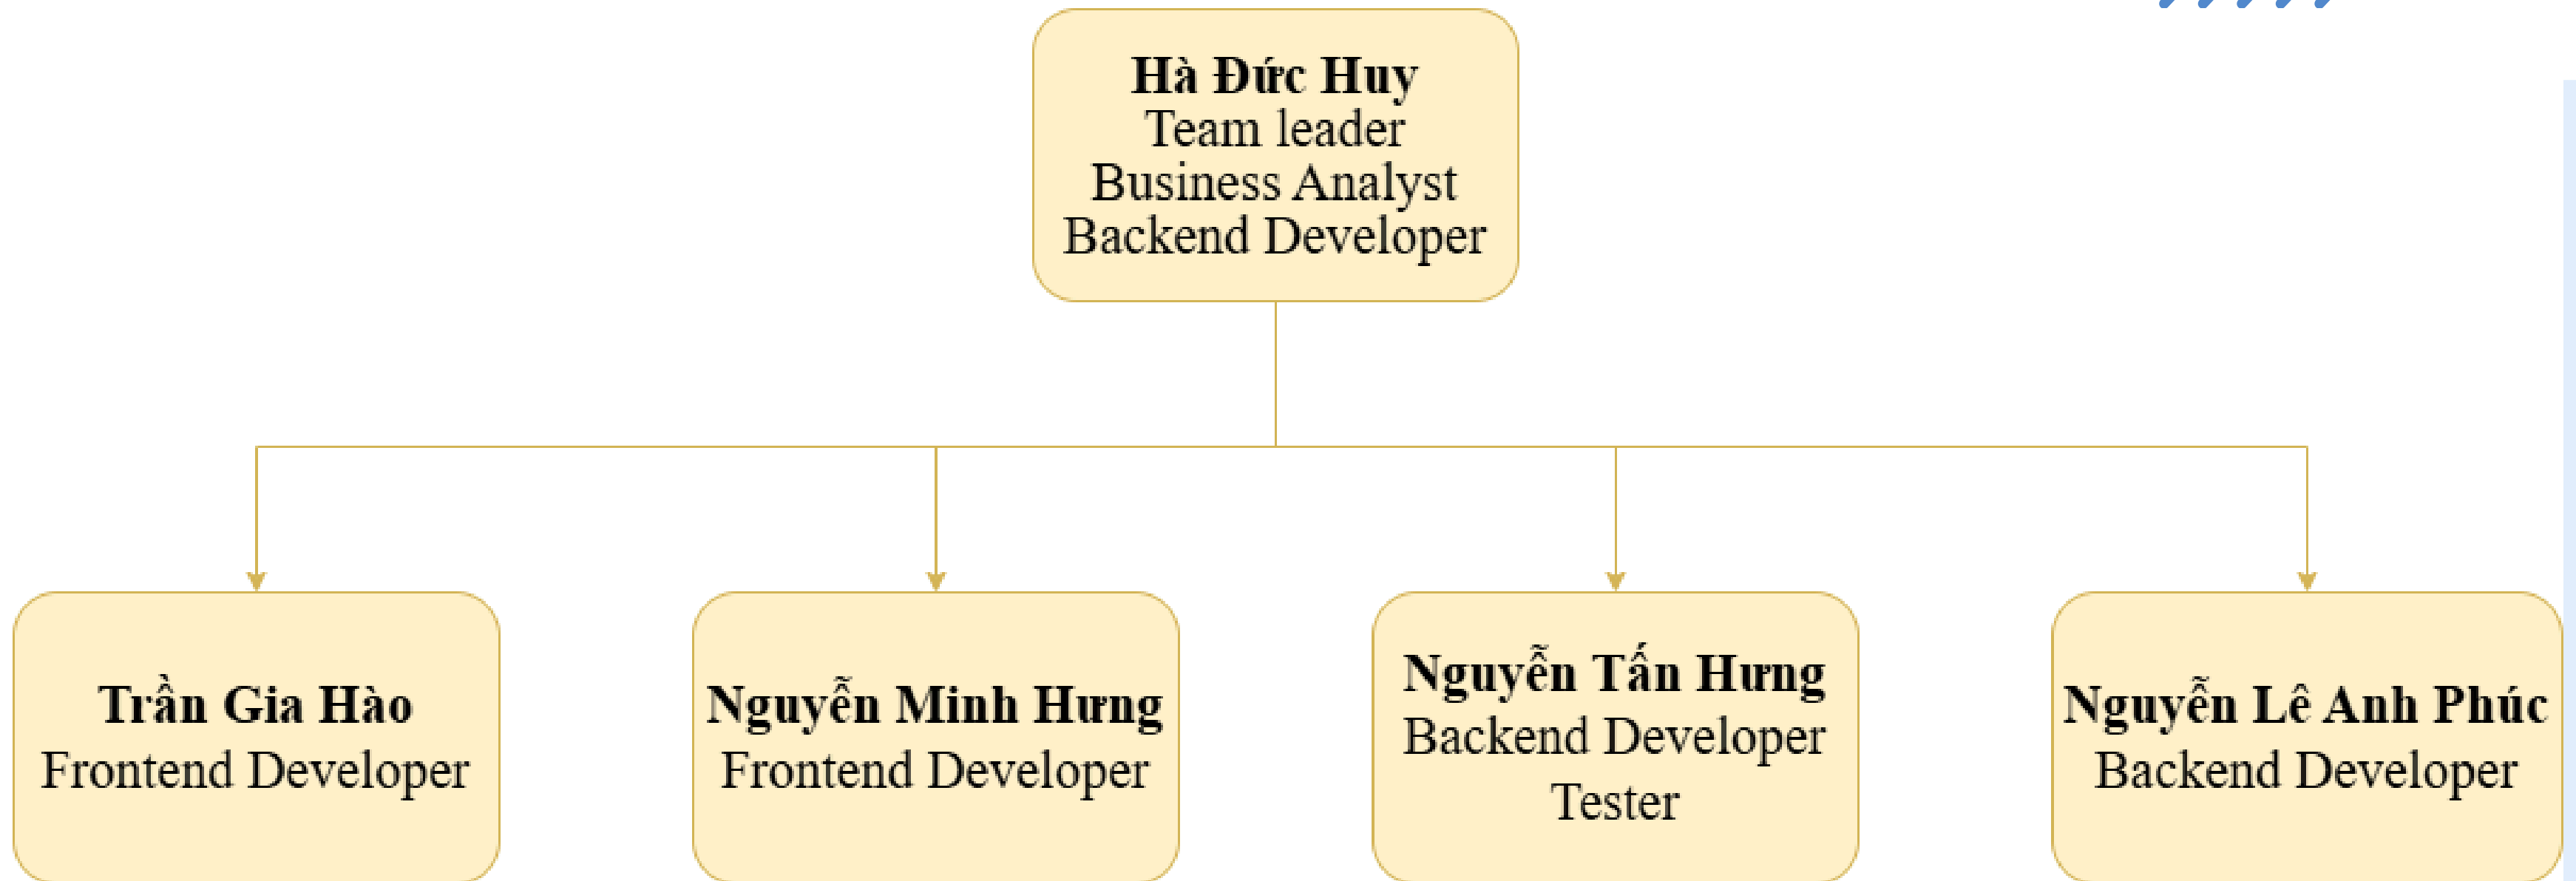 Hà Đức Huy
Team leader
Business Analyst
Backend Developer
Trần Gia Hào
Frontend Developer
Nguyễn Minh Hưng
Frontend Developer
Nguyễn Tấn Hưng
Backend Developer
Tester
Nguyễn Lê Anh Phúc
Backend Developer